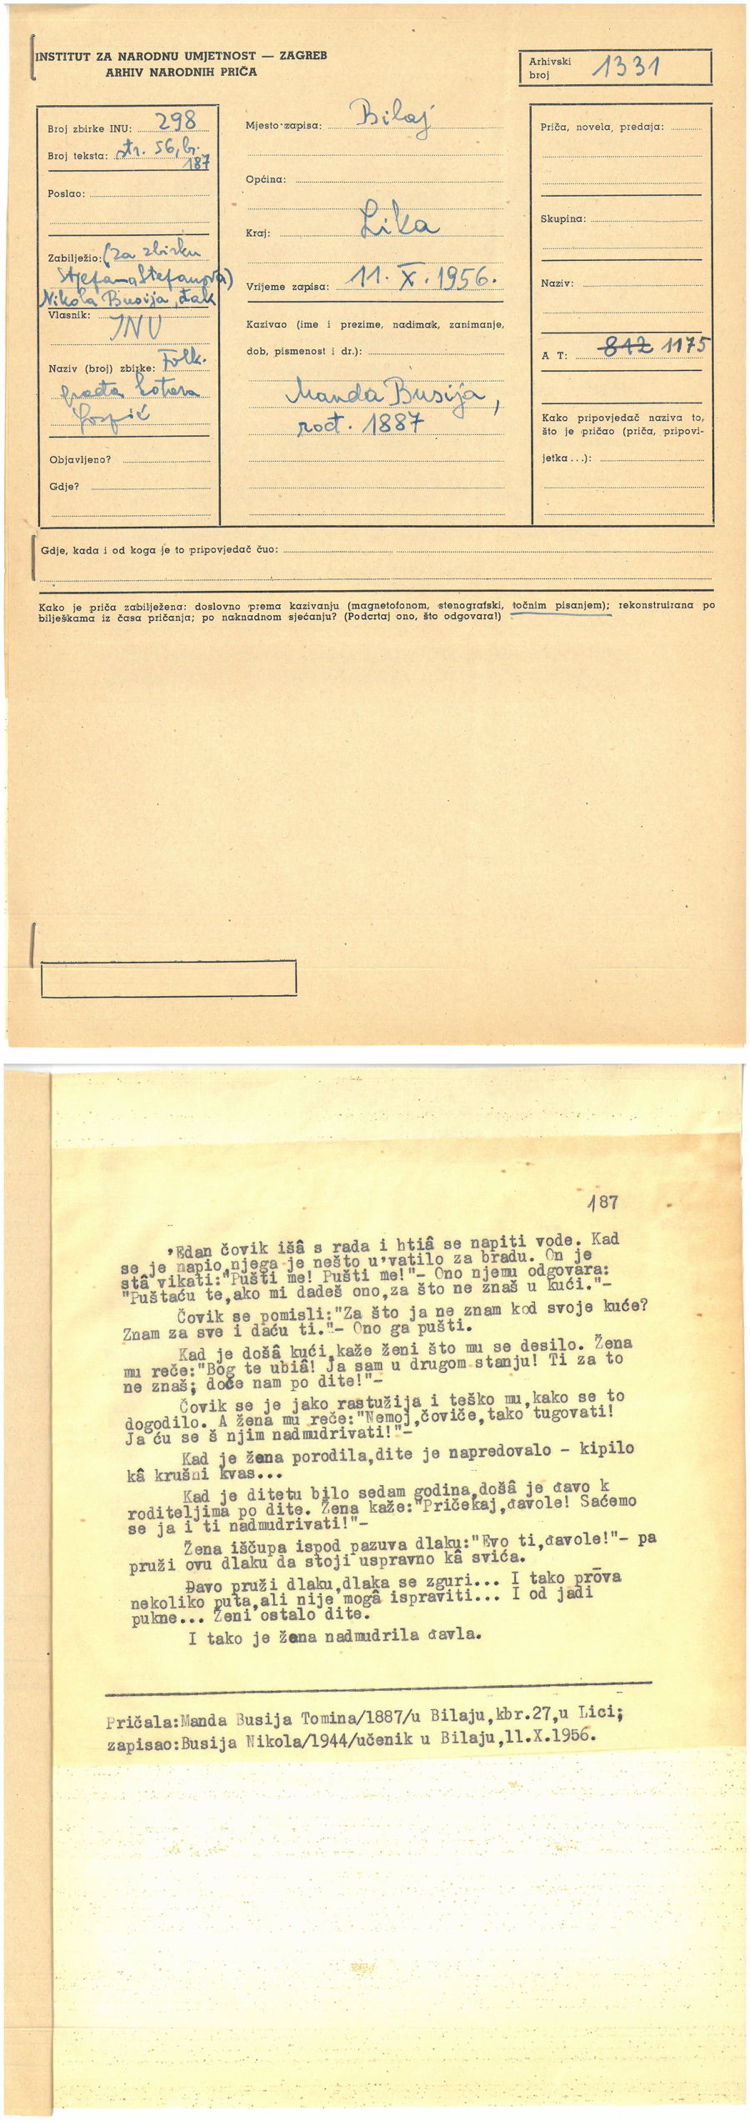 INSTITUT ZA NARODNU UMJETNOST — ZAGREB
ARHIV NARODNIH PRIČA
Arhivski broj 1331
Broj zbirke INU: 298
Broj teksta: str. 56, br. 187
Poslao:
Zabilježio: (za zbirku
Stjepana Stefanova)
Nikola Busija, đak
Vlasnik: INU
Naziv (broj) zbirke: Folk.
građa kotara
Gospić
Objavljeno?
Gdje?
Mjesto zapisa: Bilaj
Općina:
Kraj: Lika
Vrijeme zapisa: 11. X. 1956.
Kazivao (ime i prezime, nadimak, zanimanje,
dob, pismenost i dr.):
Manda Busija,
rođ. 1887
Priča, novela, predaja:
Skupina:
Naziv:
A T: 812 1175
Kako pripovjedač naziva to,
što je pričao (priča, pripovi-
jetka...):
Gdje, kada i od koga je to pripovjedač čuo:
Kako je priča zabilježena: doslovno prema kazivanju (magnetofonom, stenografski, točnim pisanjem); rekonstruirana po
bilješkama iz časa pričanja; po naknadnom sjećanju? (Podcrtaj ono, što odgovara!)
187
'Edan čovik išâ s rada i htiâ se napiti vode. Kad
se je napio,njega je nešto u'vatilo za bradu. On je
stâ vikati:"Pušti me! Pušti me!"- Ono njemu odgovara:
"Puštaću te,ako mi dadeš ono,za što ne znaš u kući."-
Čovik se pomisli:"Za što ja ne znam kod svoje kuće?
Znam za sve i daću ti."- Ono ga pušti.
Kad je došâ kući,kaže ženi što mu se desilo. Žena
mu reče:"Bog te ubiâ! Ja sam u drugom stanju! Ti za to
ne znaš; doće nam po dite!"-
Čovik se je jako rastužija i teško mu,kako se to
dogodilo. A žena mu reče:"Nemoj,čoviče,tako tugovati!
Ja ću se š njim nadmudrivati!"-
Kad je žena porodila,dite je napredovalo - kipilo
kâ krušni kvas...
Kad je ditetu bilo sedam godina,došâ je đavo k
roditeljima po dite. Žena kaže:"Pričekaj,đavole! Saćemo
se ja i ti nadmudrivati!"-
Žena iščupa ispod pazuva dlaku:"Evo ti,đavole!"- pa
pruži ovu dlaku da stoji uspravno kâ svića.
Đavo pruži dlaku,dlaka se zguri... I tako prōva
nekoliko puta,ali nije mogâ ispraviti... I od jadi
pukne... Ženi ostalo dite.
I tako je žena nadmudrila đavla.
Pričala:Manda Busija Tomina/1887/u Bilaju,kbr.27,u Lici;
zapisao:Busija Nikola/1944/učenik u Bilaju,11.X.1956.